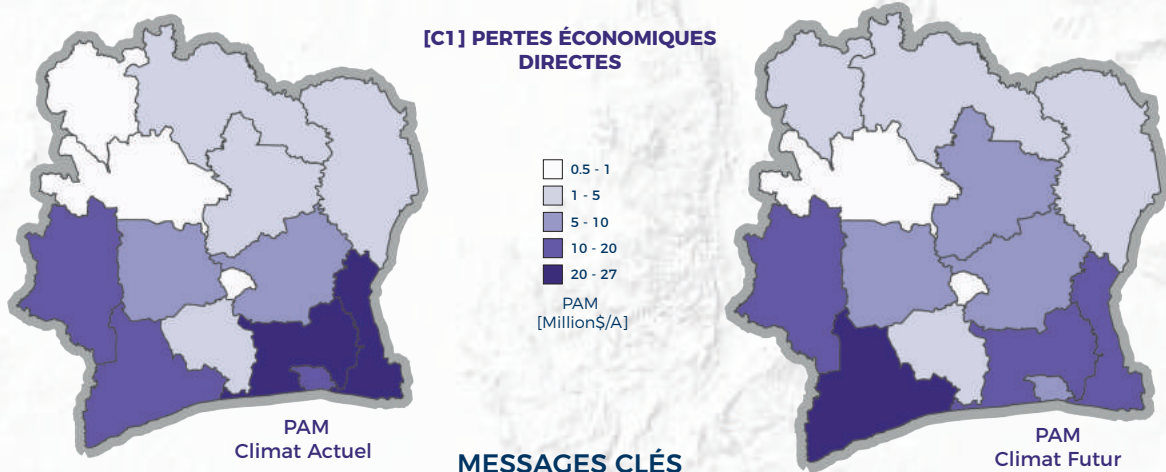 [C1] PERTES ÉCONOMIQUES
DIRECTES
0.5 - 1
1 - 5
5 - 10
10 - 20
20 - 27
PAM
[Million$/A]
PAM
Climat Actuel
PAM
Climat Futur
MESSAGES CLÉS